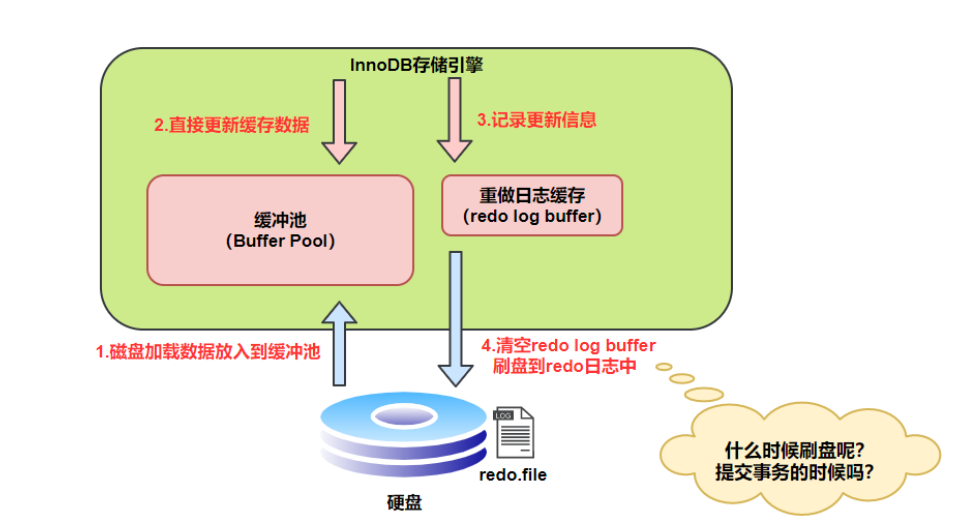 InnoDB存储引擎
2.直接更新缓存数据
3.记录更新信息
缓冲池
（Buffer Pool）
重做日志缓存
（redo log buffer）
1.磁盘加载数据放入到缓冲池
4.清空redo log buffer
刷盘到redo日志中
LOG
redo.file
硬盘
什么时候刷盘呢？
提交事务的时候吗？